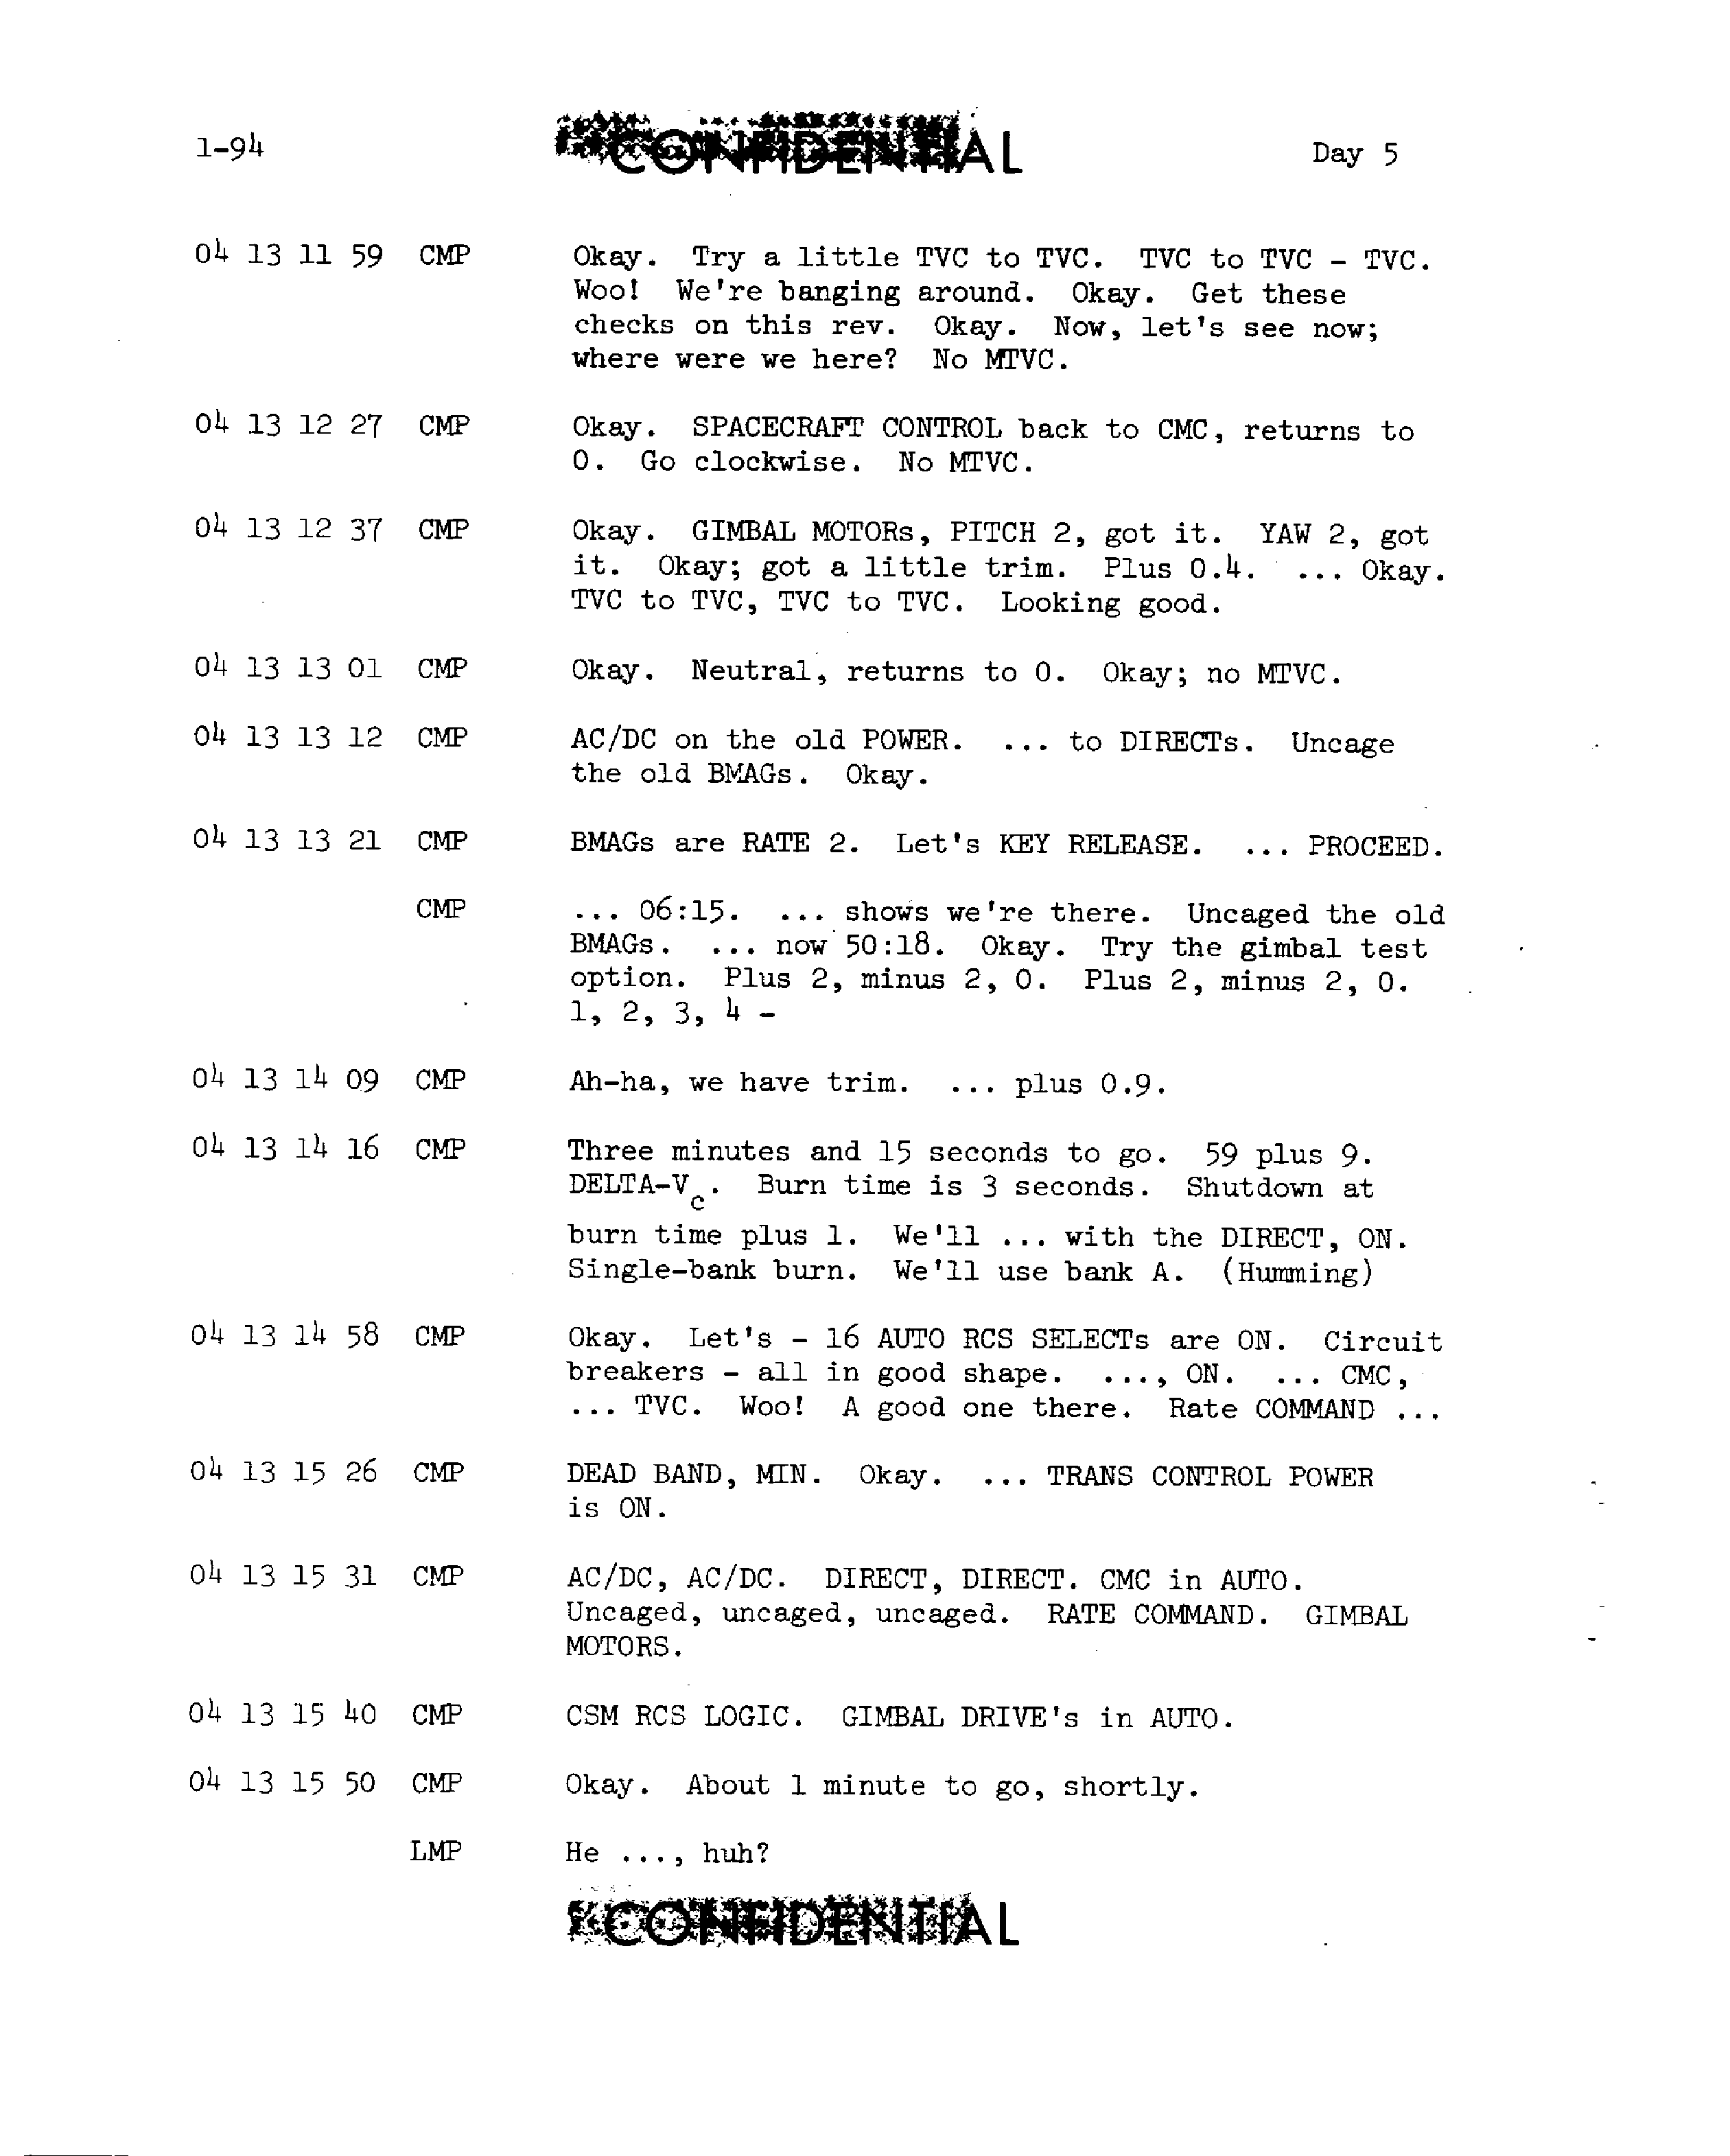 1-94 CONFIDENTIAL Day 5
04 13 11 59 CMP Okay. Try a little TVC to TVC. TVC to TVC - TVC.
Woo! We're banging around. Okay. Get these
checks on this rev. Okay. Now, let's see now;
where were we here? No MTVC.
04 13 12 27 CMP Okay. SPACECRAFT CONTROL back to CMC, returns to
0. Go clockwise. No MTVC.
04 13 12 37 CMP Okay. GIMBAL MOTORs, PITCH 2, got it. YAW 2, got
it. Okay; got a little trim. Plus 0.4. ... Okay.
TVC to TVC, TVC to TVC. Looking good.
04 13 13 01 CMP Okay. Neutral, returns to 0. Okay; no MTVC.
04 13 13 12 CMP AC/DC on the old POWER. ... to DIRECTs. Uncage
the old BMAGs. Okay.
04 13 13 21 CMP BMAGs are RATE 2. Let's KEY RELEASE. ... PROCEED.
CMP ... 06:15. ... shows we're there. Uncaged the old
BMAGs. ... now 50:18. Okay. Try the gimbal test
option. Plus 2, minus 2, 0. Plus 2, minus 2, 0.
1, 2, 3, 4 -
04 13 14 09 CMP Ah-ha, we have trim. ... plus 0.9.
04 13 14 16 CMP Three minutes and 15 seconds to go. 59 plus 9.
DELTA-Vc. Burn time is 3 seconds. Shutdown at
burn time plus 1. We'll ... with the DIRECT, ON.
Single-bank burn. We'll use bank A. (Humming)
04 13 14 58 CMP Okay. Let's - 16 AUTO RCS SELECTs are ON. Circuit
breakers - all in good shape. ..., ON. ... CMC,
... TVC. Woo! A good one there. Rate COMMAND ...
04 13 15 26 CMP DEAD BAND, MIN. Okay. ... TRANS CONTROL POWER
is ON.
04 13 15 31 CMP AC/DC, AC/DC. DIRECT, DIRECT. CMC in AUTO.
Uncaged, uncaged, uncaged. RATE COMMAND. GIMBAL
MOTORS.
04 13 15 40 CMP CSM RCS LOGIC. GIMBAL DRIVE's in AUTO.
04 13 15 50 CMP Okay. About 1 minute to go, shortly.
LMP He ..., huh?
CONFIDENTIAL